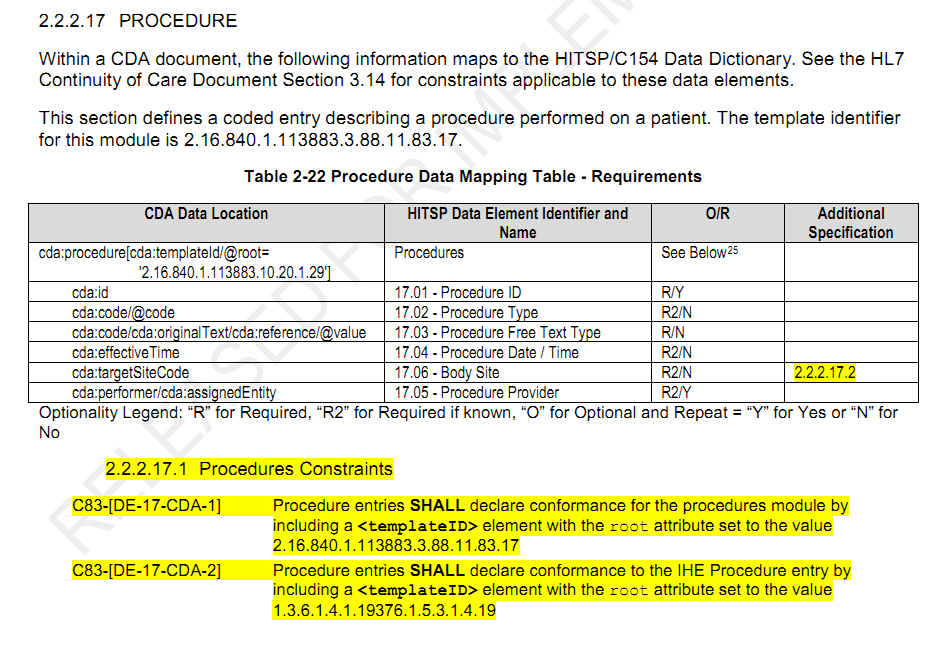 2.2.2.17 PROCEDURE
Within a CDA document, the following information maps to the HITSP/C154 Data Dictionary. See the HL7
Continuity of Care Document Section 3.14 for constraints applicable to these data elements.
This section defines a coded entry describing a procedure performed on a patient. The template identifier
for this module is 2.16.840.1.113883.3.88.11.83.17.
Table 2-22 Procedure Data Mapping Table - Requirements
CDA Data Location HITSP Data Element Identifier and Name O/R Additional Specification
cda:procedure[cda:templateId/@root= Procedures See Below25
'2.16.840.1.113883.10.20.1.29']
cda:id 17.01 - Procedure ID R/Y
cda:code/@code 17.02 - Procedure Type R2/N
cda:code/cda:originalText/cda:reference/@value 17.03 - Procedure Free Text Type R/N
cda:effectiveTime 17.04 - Procedure Date / Time R2/N
cda:targetSiteCode 17.06 - Body Site R2/N 2.2.2.17.2
cda:performer/cda:assignedEntity 17.05 - Procedure Provider R2/Y
Optionality Legend: “R” for Required, “R2” for Required if known, “O” for Optional and Repeat = “Y” for Yes or “N” for
No
2.2.2.17.1 Procedures Constraints
C83-[DE-17-CDA-1] Procedure entries SHALL declare conformance for the procedures module by
including a <templateID> element with the root attribute set to the value
2.16.840.1.113883.3.88.11.83.17
C83-[DE-17-CDA-2] Procedure entries SHALL declare conformance to the IHE Procedure entry by
including a <templateID> element with the root attribute set to the value
1.3.6.1.4.1.19376.1.5.3.1.4.19
RELEASED FOR IMPLEM